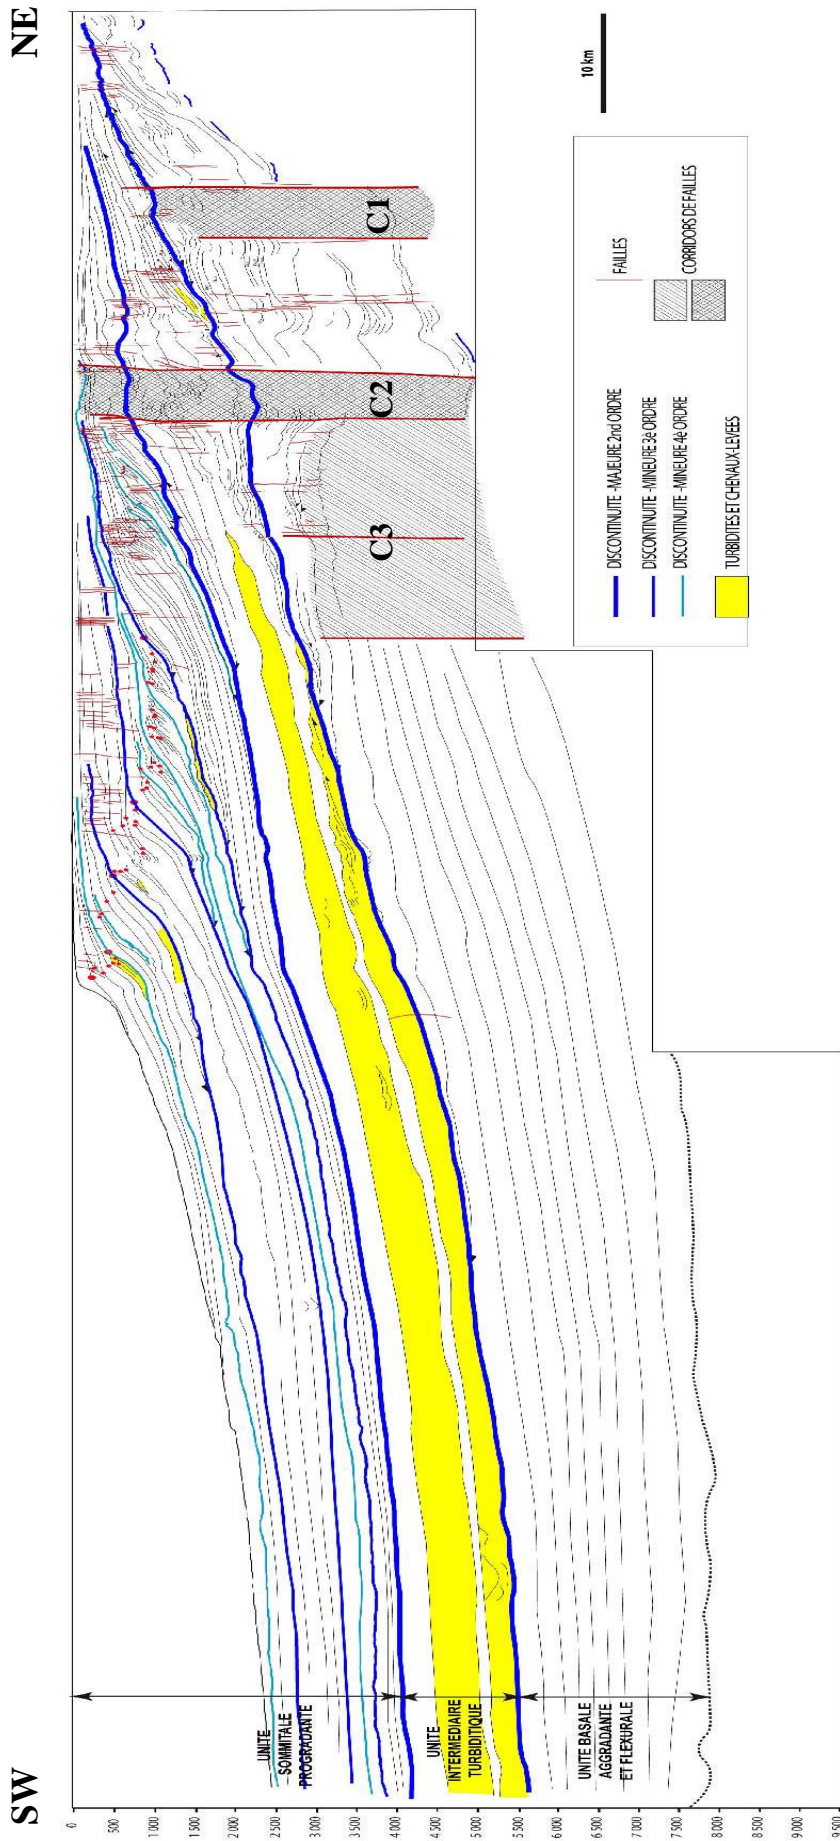 SW
NE
0
500
1 000
1 500
2 000
2 500
3 000
3 500
4 000
4 500
5 000
5 500
6 000
6 500
7 000
7 500
8 000
8 500
9 000
9 500
UNITE
SOMMITALE
PROGRADANTE
UNITE
INTERMEDIAIRE
TURBIDITIQUE
UNITE BASALE
AGGRADANTE
ET FLEXURALE
C3
C2
C1
10 km
DISCONTINUITE -MAJEURE 2nd ORDRE
DISCONTINUITE -MINEURE 3è ORDRE
DISCONTINUITE - MINEURE 4è ORDRE
TURBIDITES ET CHENAUX-LEVEES
FAILLES
CORRIDORS DE FAILLES